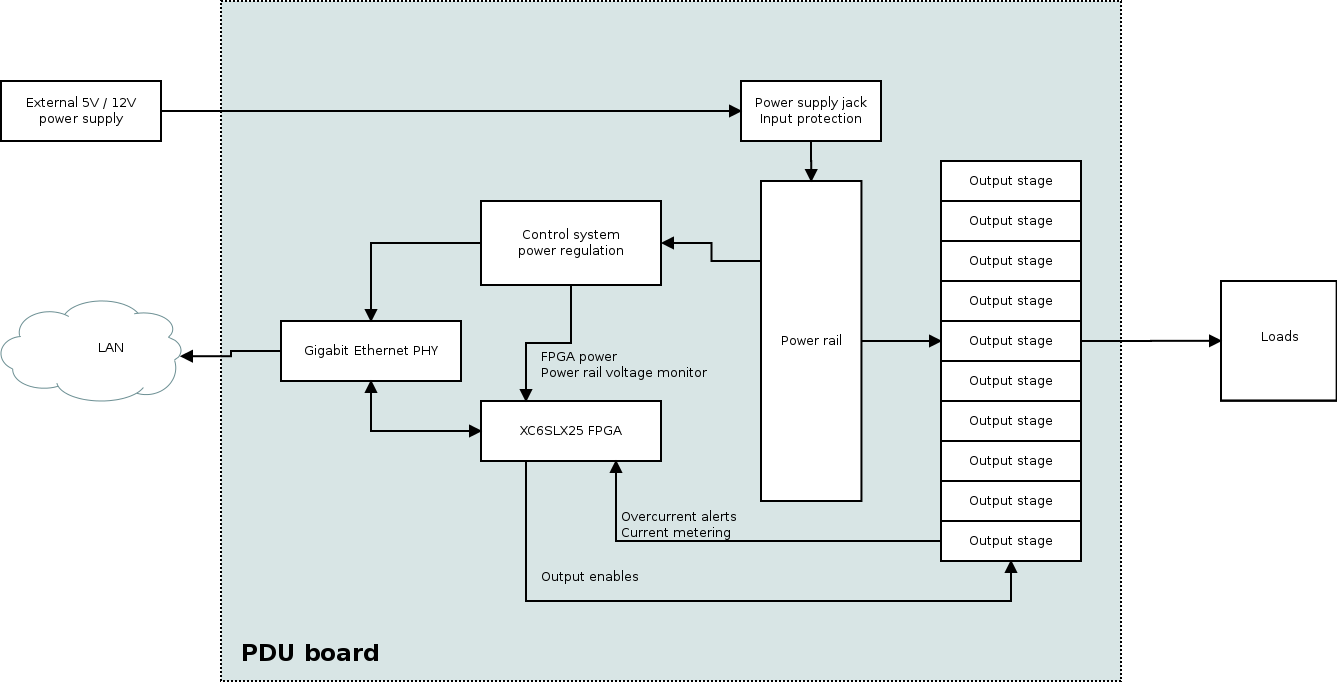 External 5V / 12V
power supply
Power supply jack
Input protection
Output stage
Output stage
Output stage
Output stage
Output stage
Output stage
Output stage
Output stage
Output stage
Output stage
Control system
power regulation
Power rail
Loads
LAN
Gigabit Ethernet PHY
FPGA power
Power rail voltage monitor
XC6SLX25 FPGA
Overcurrent alerts
Current metering
Output enables
PDU board